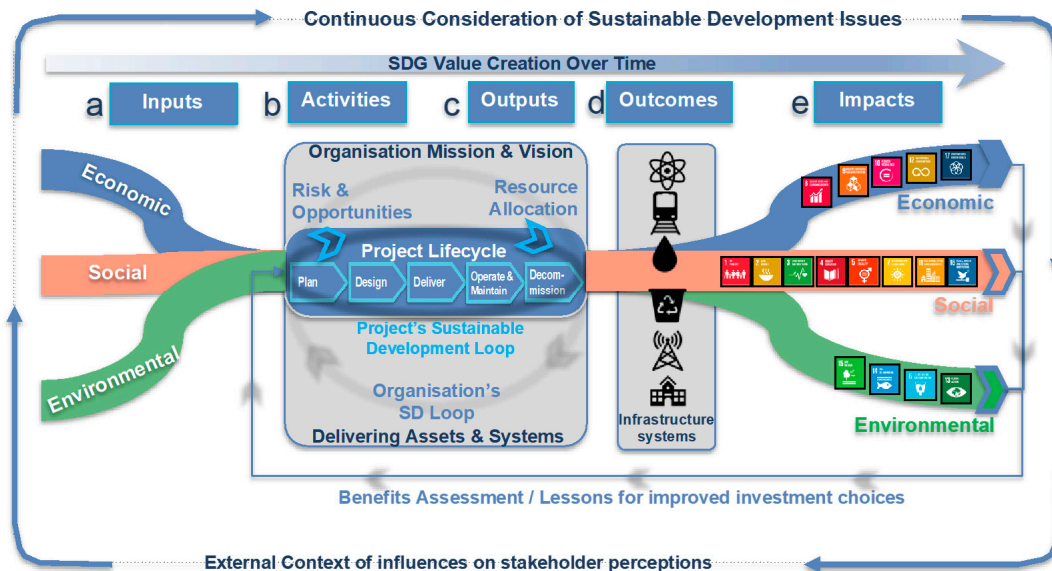 Continuous Consideration of Sustainable Development Issues
SDG Value Creation Over Time
a Inputs
b Activities
c Outputs
d Outcomes
e Impacts
Organisation Mission & Vision
Risk &
Opportunities
Resource
Allocation
Project Lifecycle
Plan
Design
Deliver
Operate &
Maintain
Decom-
mission
Project's Sustainable
Development Loop
Organisation's
SD Loop
Delivering Assets & Systems
Economic
Social
Environmental
Infrastructure
systems
Economic
Social
Environmental
Benefits Assessment / Lessons for improved investment choices
External Context of influences on stakeholder perceptions